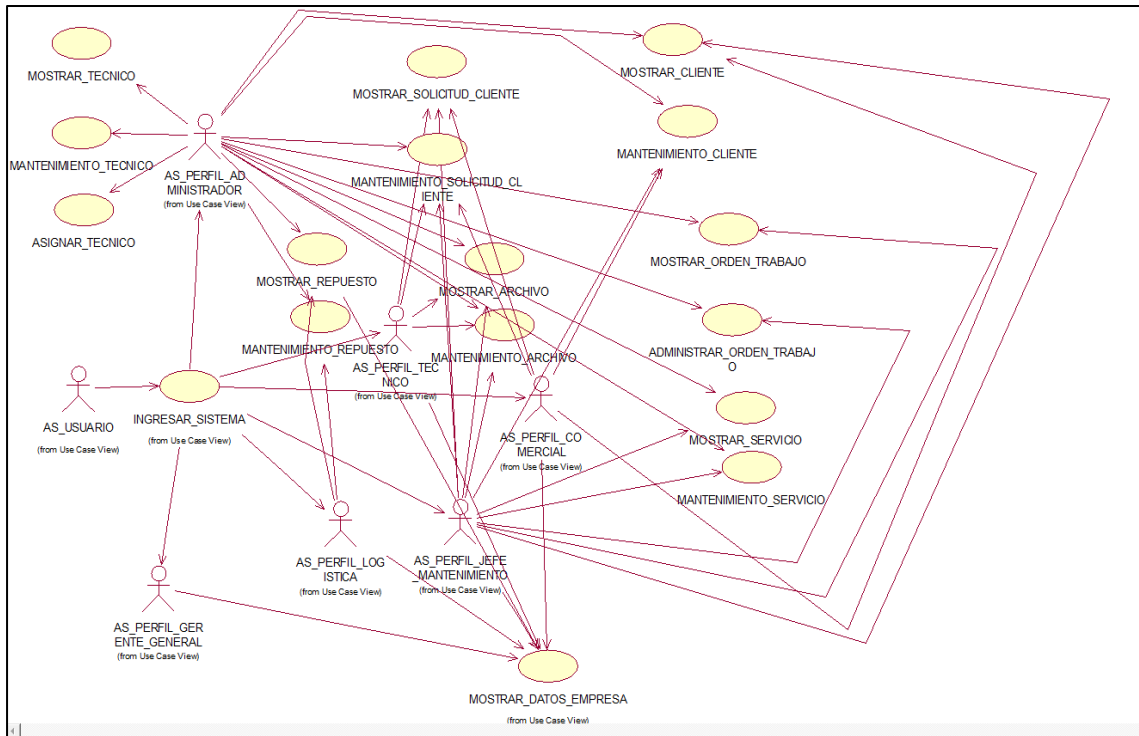 MOSTRAR_TECNICO
MOSTRAR_CLIENTE
MOSTRAR_SOLICITUD_CLIENTE
MANTENIMIENTO_TECNICO
MANTENIMIENTO_CLIENTE
AS_PERFIL_AD
MINISTRADOR
(from Use Case View)
MANTENIMIENTO_SOLICITUD_CL
IENTE
ASIGNAR_TECNICO
MOSTRAR_ORDEN_TRABAJO
MOSTRAR_REPUESTO
MOSTRAR_ARCHIVO
MANTENIMIENTO_REPUESTO
MANTENIMIENTO_ARCHIVO
ADMINISTRAR_ORDEN_TRABAJ
O
AS_PERFIL_TEC
NICO
(from Use Case View)
AS_USUARIO
(from Use Case View)
INGRESAR_SISTEMA
(from Use Case View)
AS_PERFIL_CO
MERCIAL
(from Use Case View)
MOSTRAR_SERVICIO
MANTENIMIENTO_SERVICIO
AS_PERFIL_LOG
ISTICA
(from Use Case View)
AS_PERFIL_JEFE
_MANTENIMIENTO
(from Use Case View)
AS_PERFIL_GER
ENTE_GENERAL
(from Use Case View)
MOSTRAR_DATOS_EMPRESA
(from Use Case View)